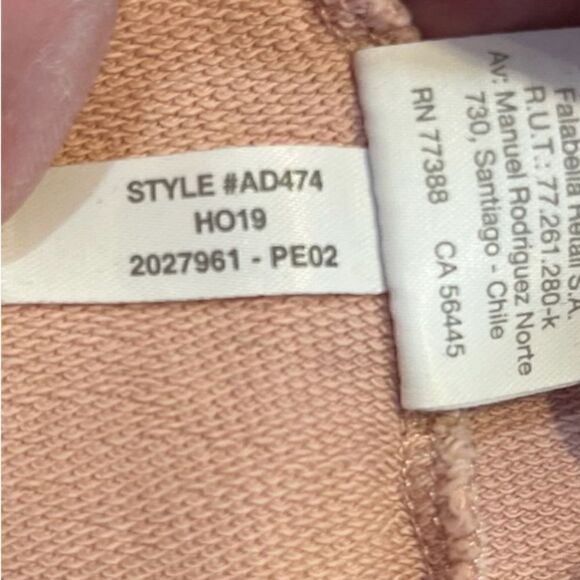 STYLE #AD474
HO19
2027961 - PE02
Falabella Retail S.A.
R.U.T.: 77.261.280-k
Av: Manuel Rodriguez Norte
730, Santiago - Chile
RN 77388 CA 56445